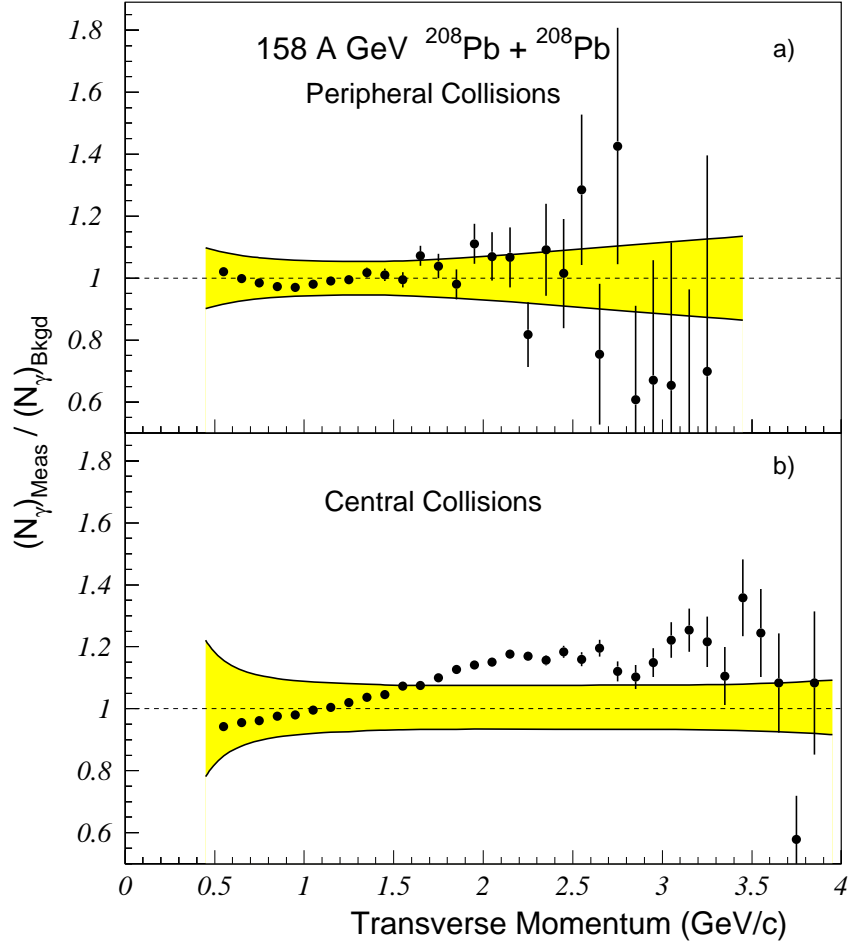 158 A GeV ²⁰⁸Pb + ²⁰⁸Pb
a)
Peripheral Collisions
1.8
1.6
1.4
1.2
1
0.8
0.6
(N_γ)_Meas / (N_γ)_Bkgd
b)
Central Collisions
1.8
1.6
1.4
1.2
1
0.8
0.6
0 0.5 1 1.5 2 2.5 3 3.5 4
Transverse Momentum (GeV/c)